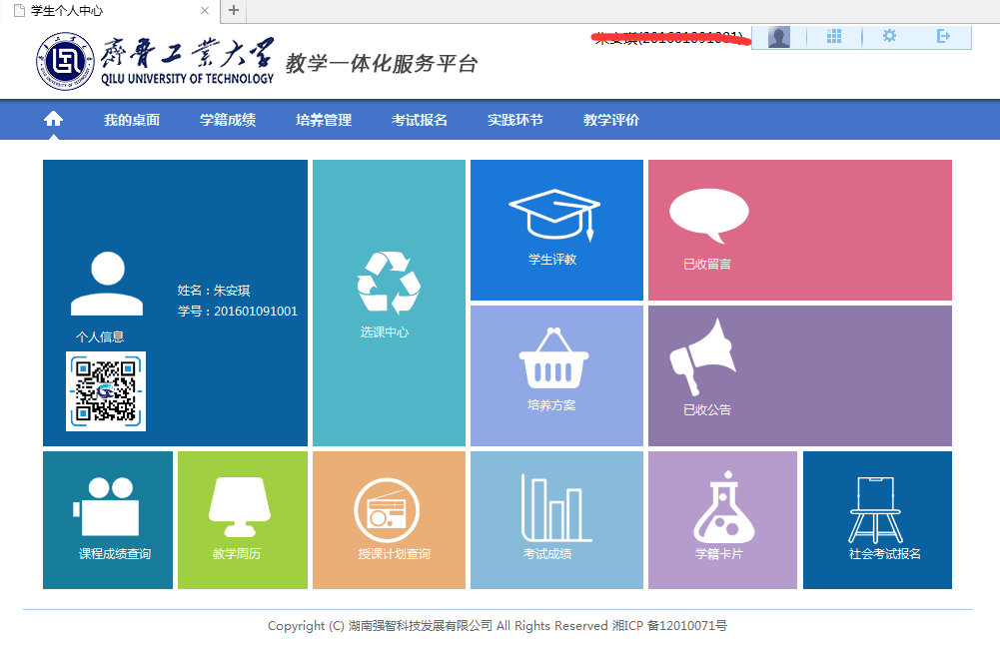 学生个人中心
齐鲁工业大学
QILU UNIVERSITY OF TECHNOLOGY
教学一体化服务平台
我的桌面 学籍成绩 培养管理 考试报名 实践环节 教学评价
学生评教
已收留言
姓名：朱安琪
学号：201601091001
个人信息
选课中心
培养方案
已收公告
课程成绩查询
教学周历
授课计划查询
考试成绩
学籍卡片
社会考试报名
Copyright (C) 湖南强智科技发展有限公司 All Rights Reserved 湘ICP 备12010071号